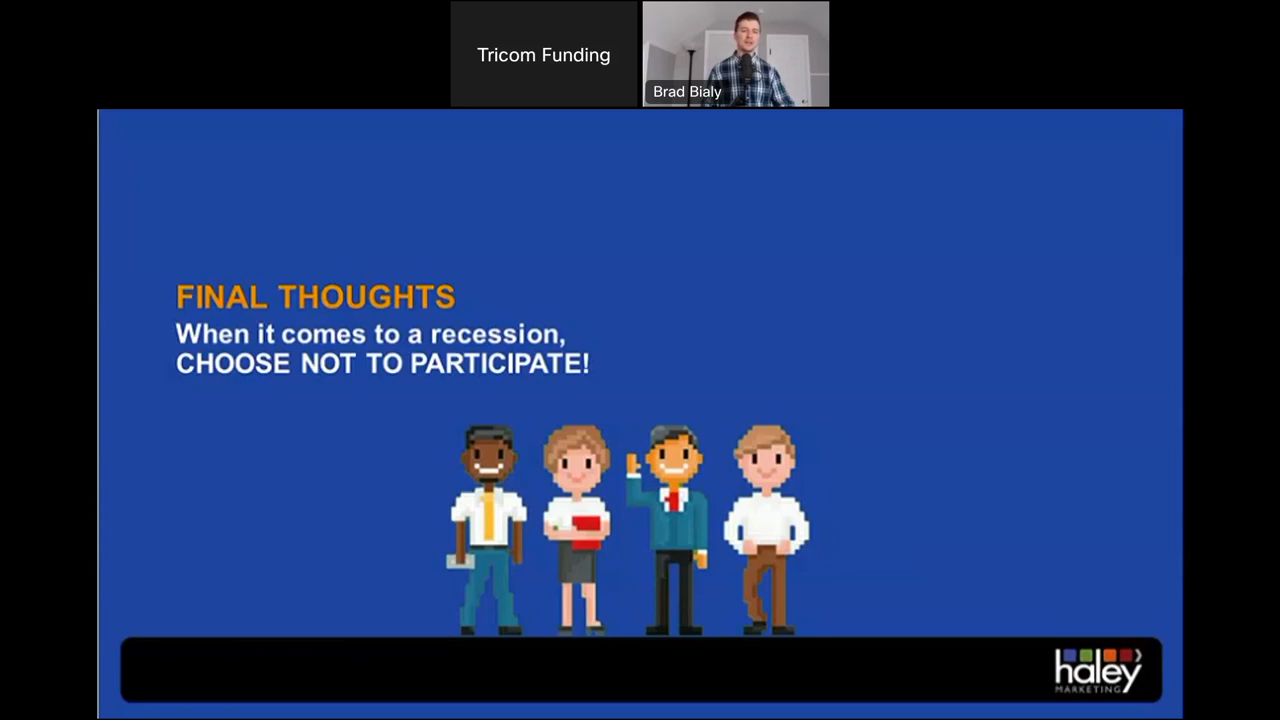 Tricom Funding
Brad Bialy
FINAL THOUGHTS
When it comes to a recession,
CHOOSE NOT TO PARTICIPATE!
haley
MARKETING